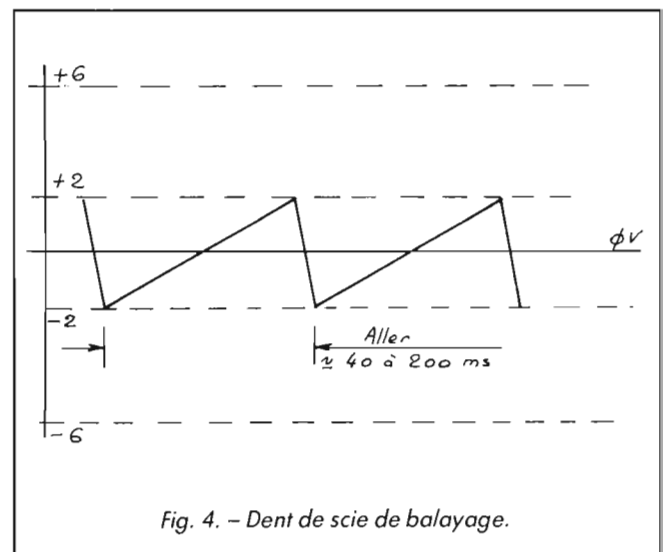 +6
+2
φV
-2
Aller
≃ 40 à 200 ms
-6
Fig. 4. – Dent de scie de balayage.